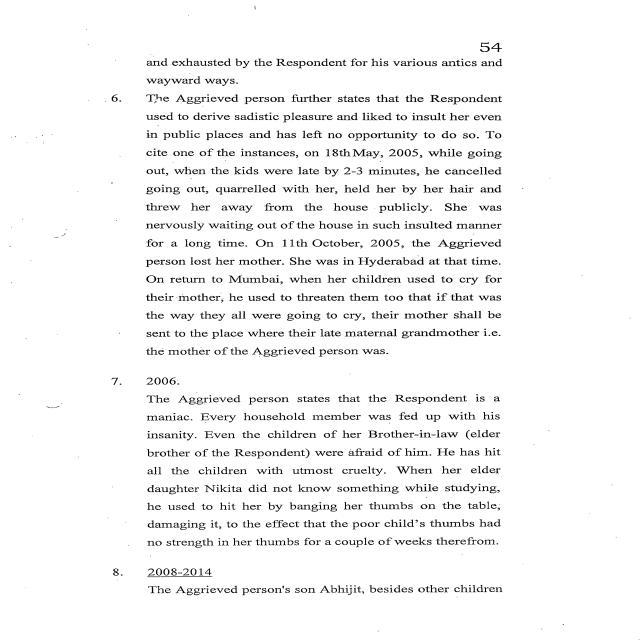 54
and exhausted by the Respondent for his various antics and
wayward ways.
6. The Aggrieved person further states that the Respondent
used to derive sadistic pleasure and liked to insult her even
in public places and has left no opportunity to do so. To
cite one of the instances, on 18th May, 2005, while going
out, when the kids were late by 2-3 minutes, he cancelled
going out, quarrelled with her, held her by her hair and
threw her away from the house publicly. She was
nervously waiting out of the house in such insulted manner
for a long time. On 11th October, 2005, the Aggrieved
person lost her mother. She was in Hyderabad at that time.
On return to Mumbai, when her children used to cry for
their mother, he used to threaten them too that if that was
the way they all were going to cry, their mother shall be
sent to the place where their late maternal grandmother i.e.
the mother of the Aggrieved person was.
7. 2006.
The Aggrieved person states that the Respondent is a
maniac. Every household member was fed up with his
insanity. Even the children of her Brother-in-law (elder
brother of the Respondent) were afraid of him. He has hit
all the children with utmost cruelty. When her elder
daughter Nikita did not know something while studying,
he used to hit her by banging her thumbs on the table,
damaging it, to the effect that the poor child's thumbs had
no strength in her thumbs for a couple of weeks therefrom.
8. 2008-2014
The Aggrieved person's son Abhijit, besides other children